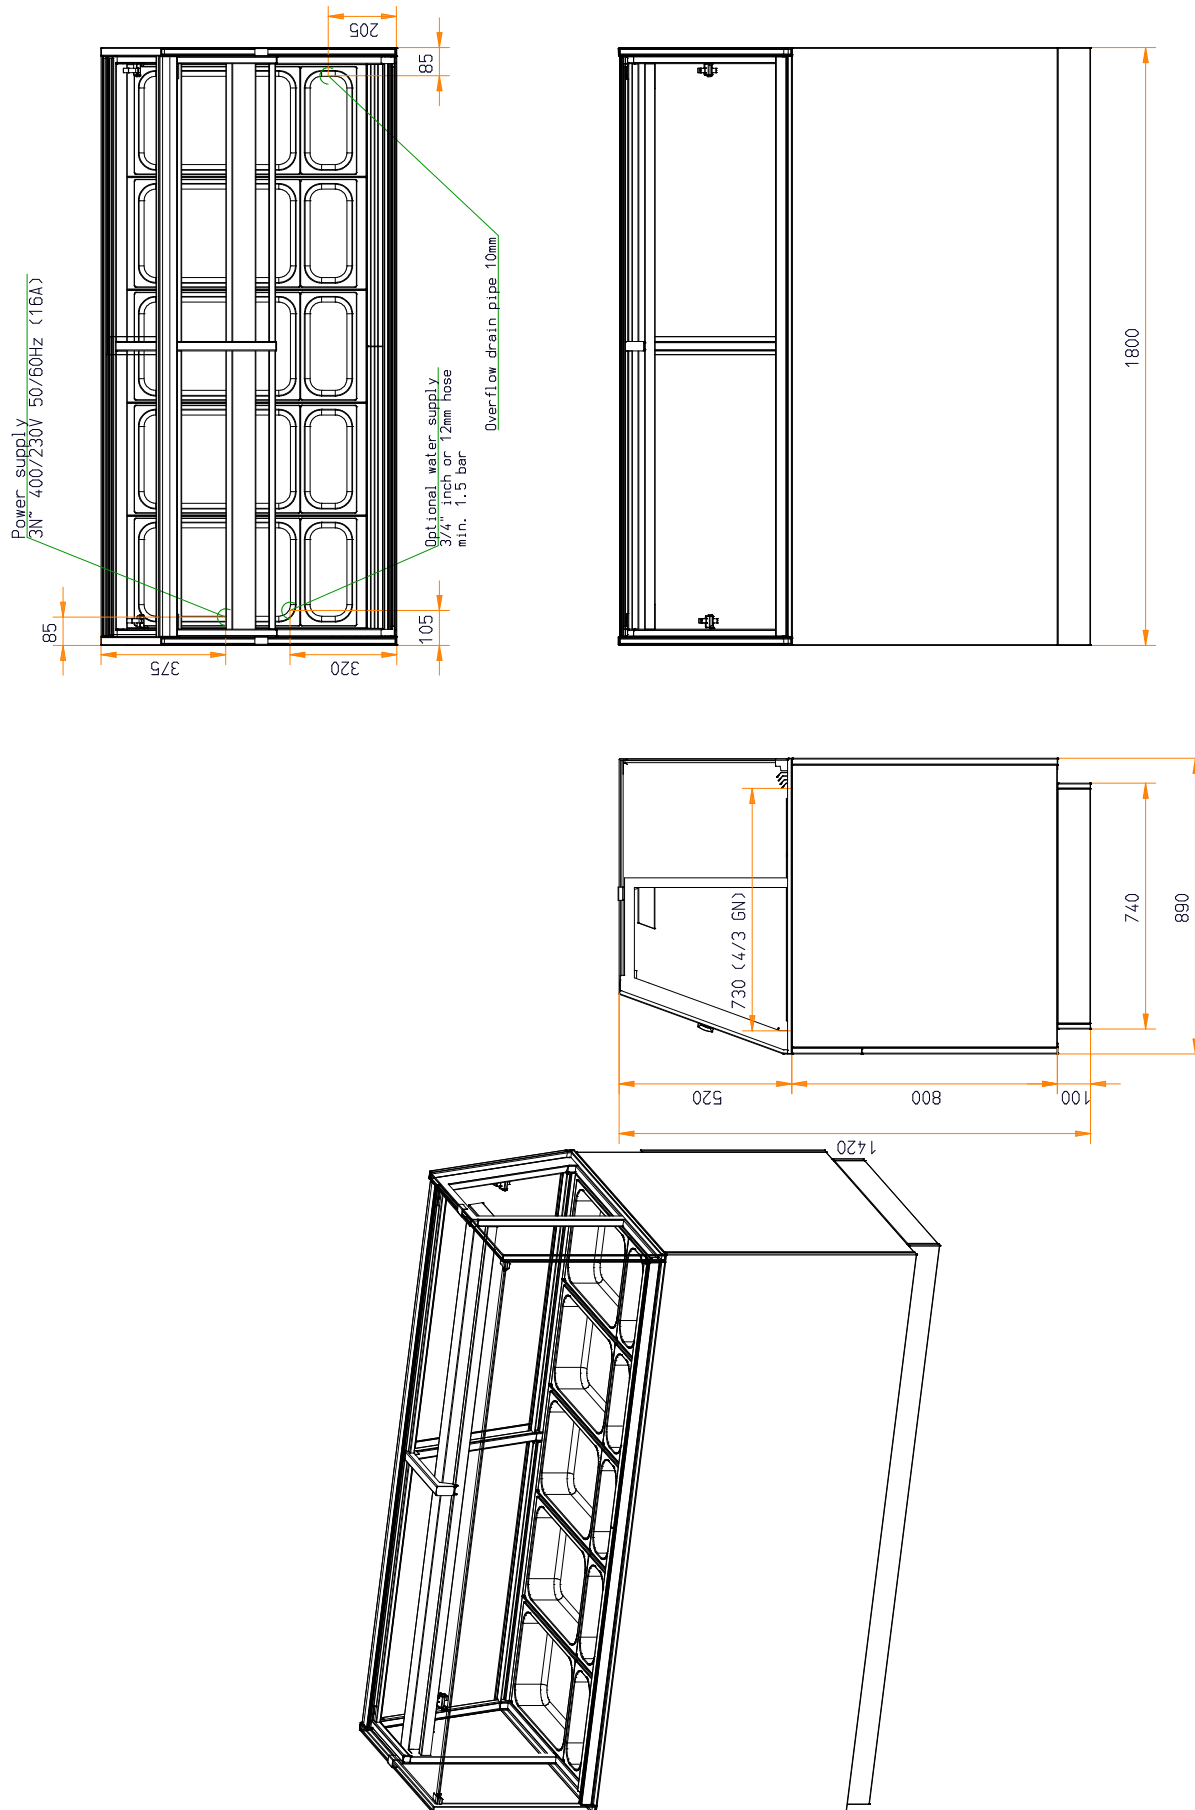 Power supply
3N~ 400/230V 50/60Hz (16A)
85
375
320
105
Optional water supply
3/4" inch or 12mm hose
min. 1.5 bar
Overflow drain pipe 10mm
85
205
1800
730 (4/3 GN)
740
890
520
800
100
1420